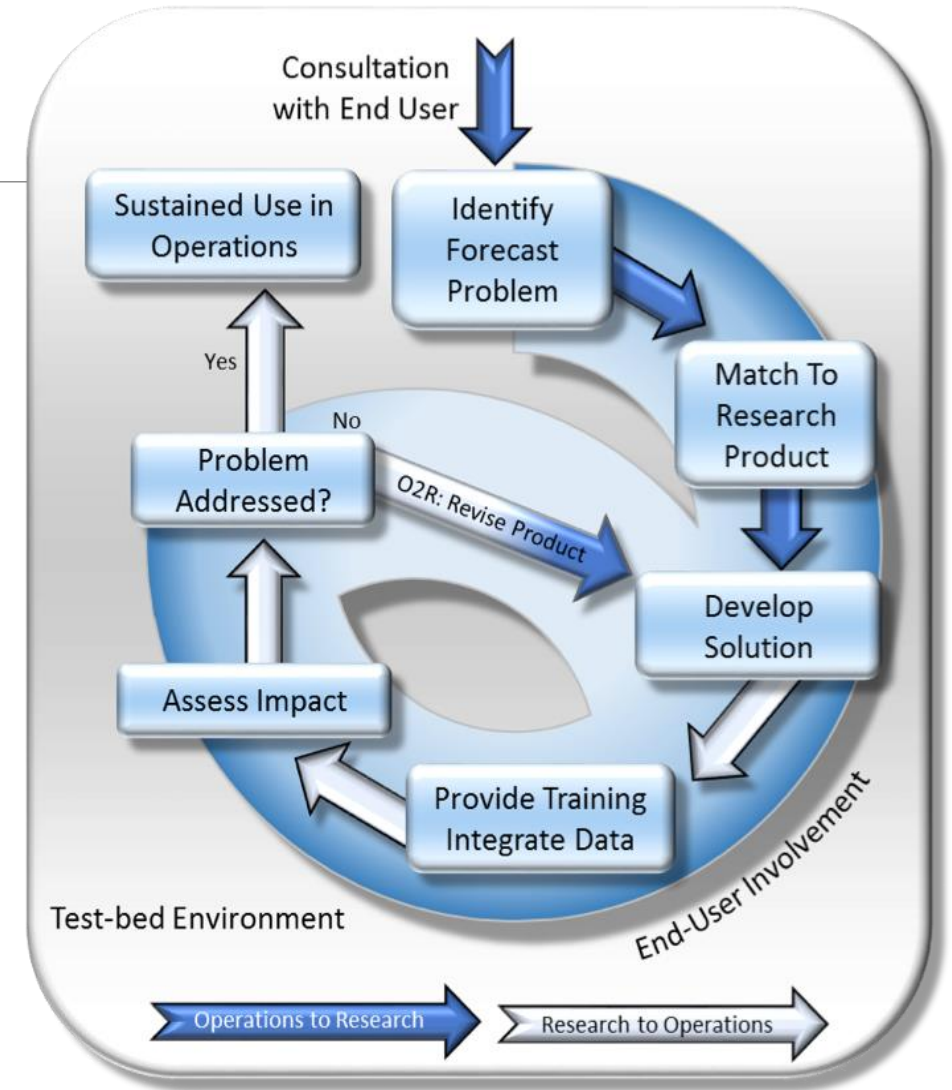 Consultation
with End User
Sustained Use in
Operations
Identify
Forecast
Problem
Yes
Match To
Research
Product
No
Problem
Addressed?
O2R: Revise Product
Develop
Solution
Assess Impact
Provide Training
Integrate Data
Test-bed Environment
End-User Involvement
Operations to Research
Research to Operations